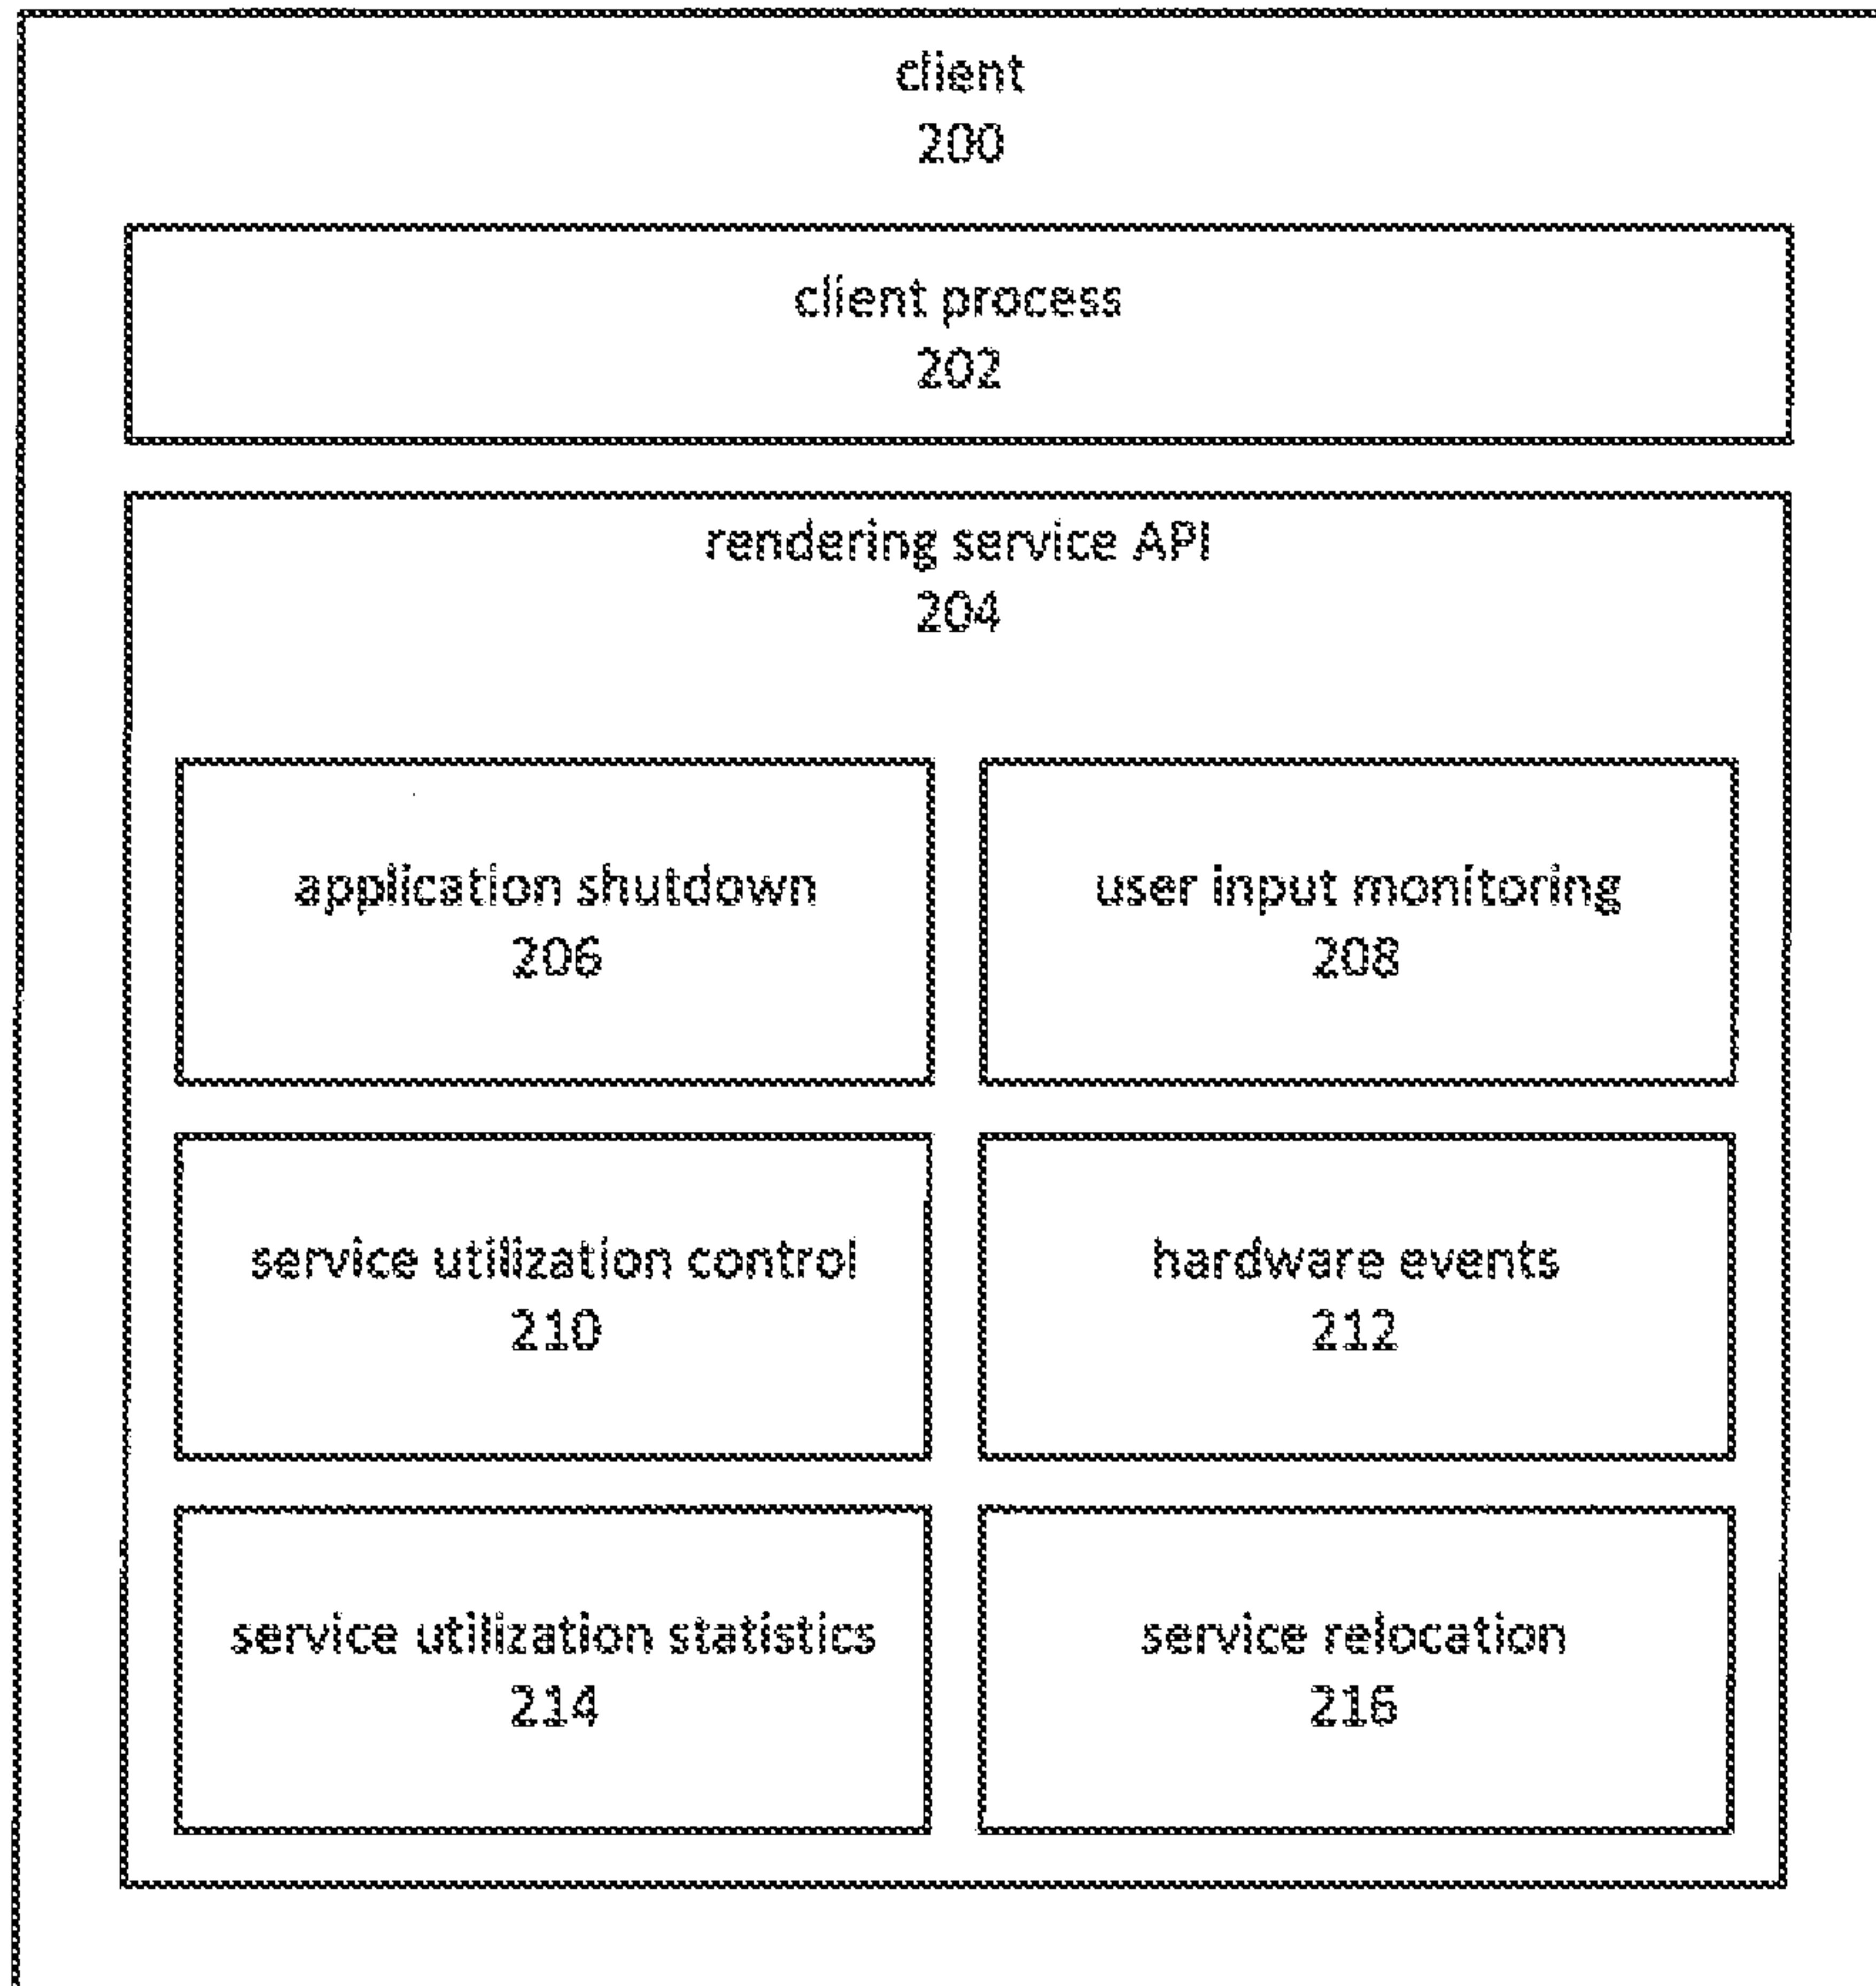 client
200
client process
202
rendering service API
204
application shutdown
206
user input monitoring
208
service utilization control
210
hardware events
212
service utilization statistics
214
service relocation
216